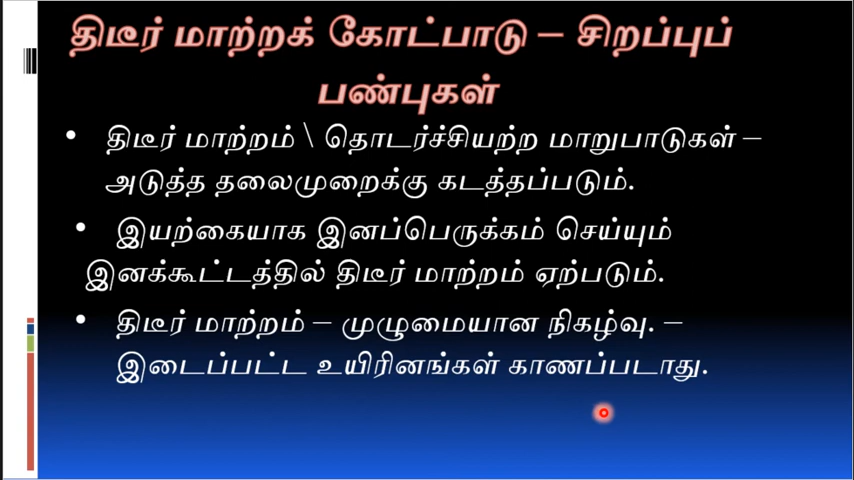 திடீர் மாற்றக் கோட்பாடு – சிறப்புப்
பண்புகள்
• திடீர் மாற்றம் \ தொடர்ச்சியற்ற மாறுபாடுகள் –
அடுத்த தலைமுறைக்கு கடத்தப்படும்.
• இயற்கையாக இனப்பெருக்கம் செய்யும்
இனக்கூட்டத்தில் திடீர் மாற்றம் ஏற்படும்.
• திடீர் மாற்றம் – முழுமையான நிகழ்வு. –
இடைப்பட்ட உயிரினங்கள் காணப்படாது.